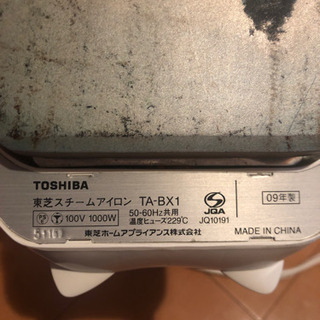 TOSHIBA
東芝スチームアイロン TA-BX1
100V 1000W
50-60Hz共用
温度ヒューズ229℃
JQA
JQ10191
09年製
MADE IN CHINA
東芝ホームアプライアンス株式会社